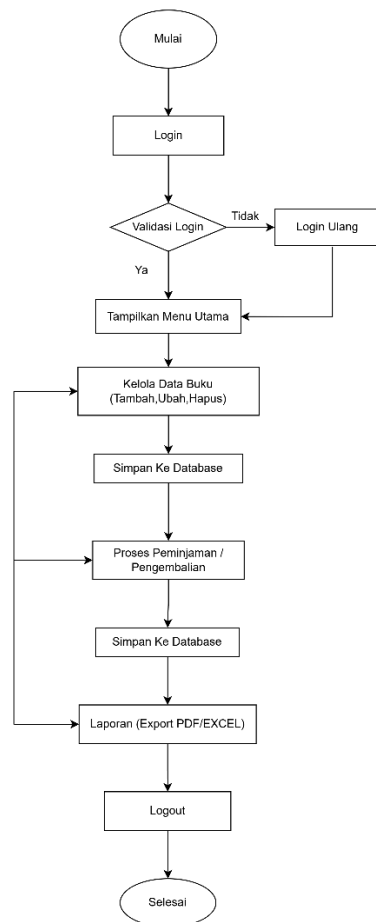 Mulai
Login
Validasi Login
Tidak
Login Ulang
Ya
Tampilkan Menu Utama
Kelola Data Buku
(Tambah,Ubah,Hapus)
Simpan Ke Database
Proses Peminjaman /
Pengembalian
Simpan Ke Database
Laporan (Export PDF/EXCEL)
Logout
Selesai